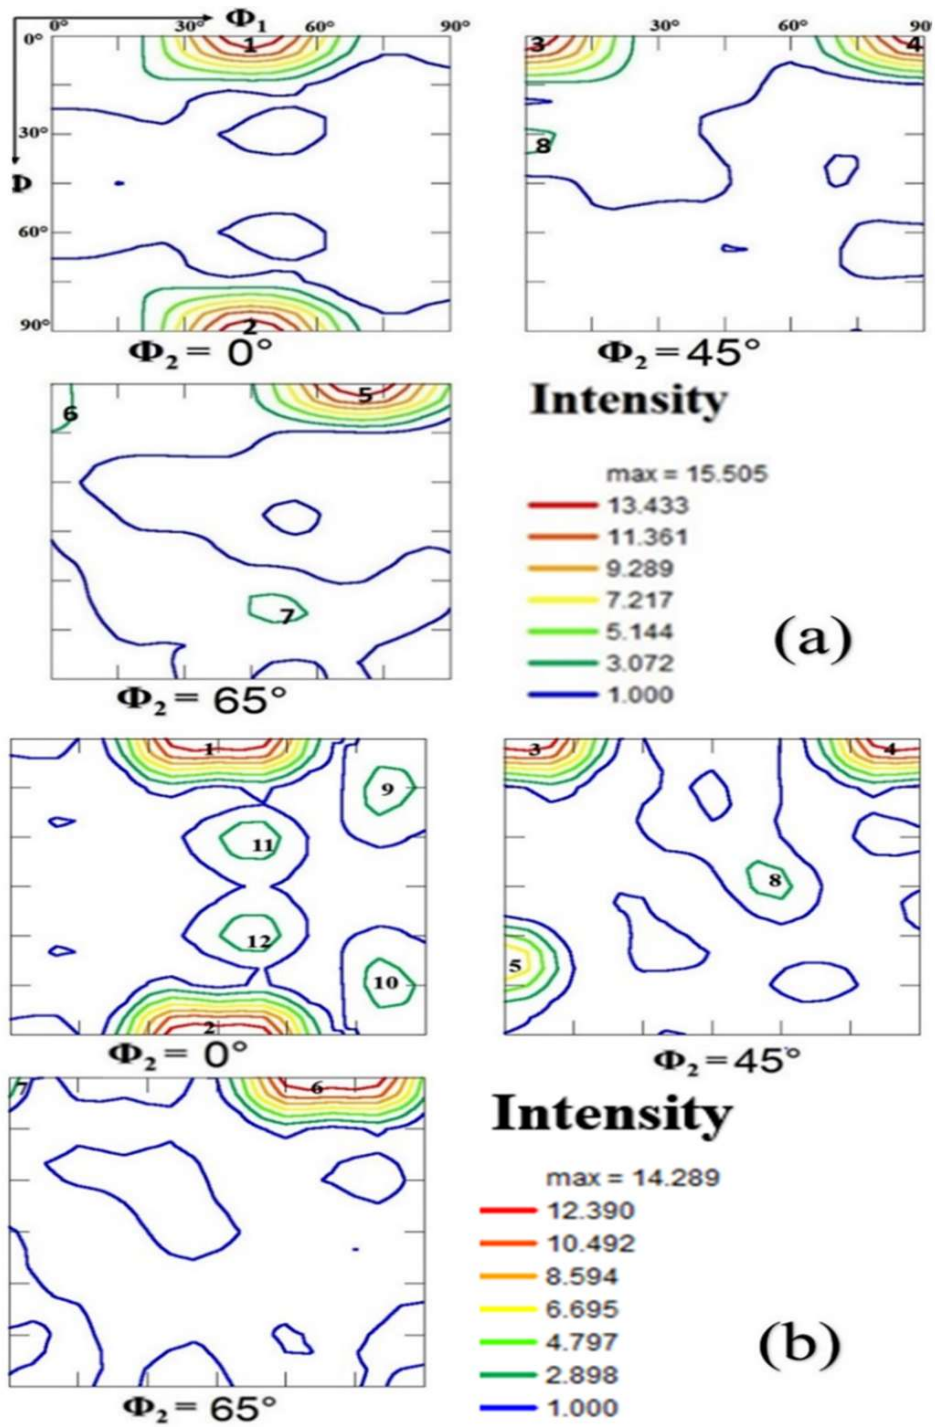 0° 30° Φ₁ 60° 90°
0° 1
30°
Φ
60°
90° 2
Φ₂ = 0°
30° 60° 90
3 4
8
Φ₂ = 45°
5
6
7
Φ₂ = 65°
Intensity
max = 15.505
13.433
11.361
9.289
7.217
5.144
3.072
1.000
(a)
1
9
11
12
10
2
Φ₂ = 0°
3 4
8
5
Φ₂ = 45°
7 6
Φ₂ = 65°
Intensity
max = 14.289
12.390
10.492
8.594
6.695
4.797
2.898
1.000
(b)